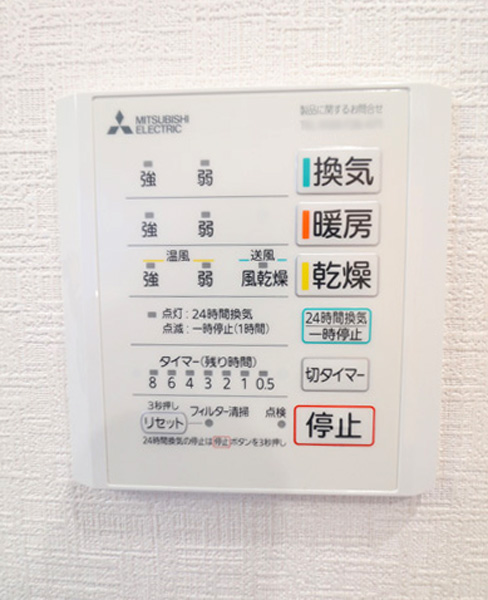 MITSUBISHI
ELECTRIC
製品に関するお問合せ
強 弱 換気
強 弱 暖房
温風 送風
強 弱 風乾燥 乾燥
点灯:24時間換気
点滅:一時停止(1時間)
24時間換気
一時停止
タイマー(残り時間)
8 6 4 3 2 1 0.5
切タイマー
3秒押し
リセット フィルター清掃 点検
停止
24時間換気の停止は停止ボタンを3秒押し